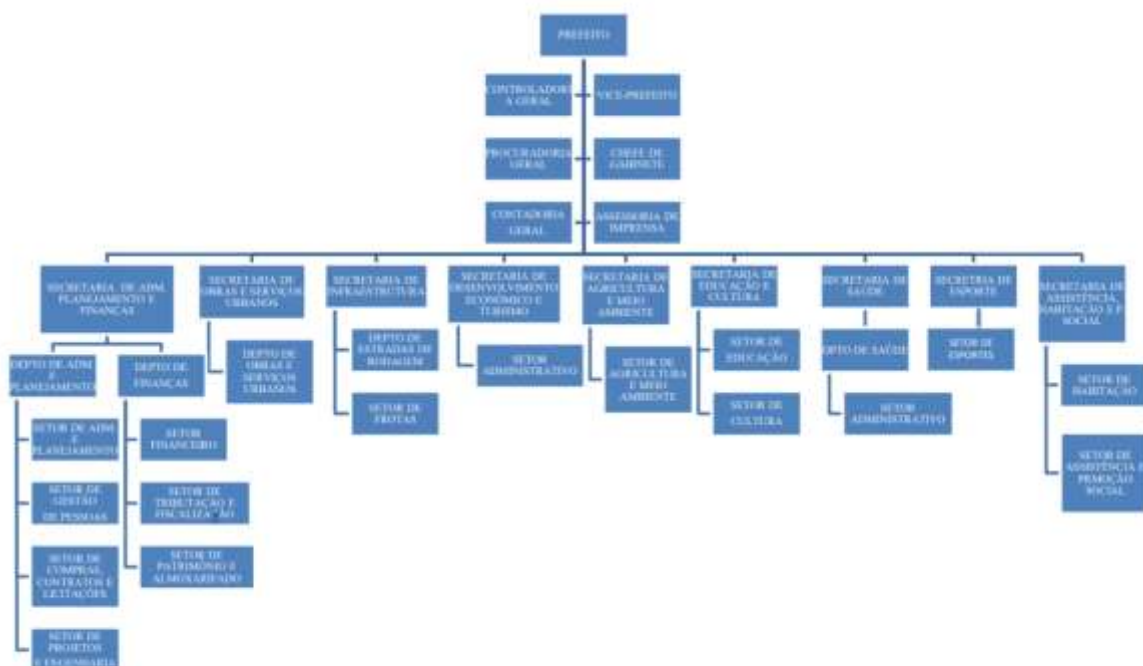 PREFEITO
CONTROLADORI
A GERAL
VICE-PREFEITO
PROCURADORIA
GERAL
CHEFE DE
GABINETE
CONTADORIA
GERAL
ASSESSORIA DE
IMPRENSA
SECRETARIA DE ADM.
PLANEJAMENTO E
FINANÇAS
SECRETARIA DE
OBRAS E SERVIÇOS
URBANOS
SECRETARIA DE
INFRAESTRUTURA
SECRETARIA DE
DESENVOLVIMENTO
ECONÔMICO E
TURISMO
SECRETARIA DE
AGRICULTURA
E MEIO
AMBIENTE
SECRETARIA DE
EDUCAÇÃO E
CULTURA
SECRETARIA DE
SAÚDE
SECRETRIA DE
ESPORTE
SECRETARIA DE
ASSISTÊNCIA,
HABITAÇÃO E P.
SOCIAL
DEPTO DE ADM
E
PLANEJAMENTO
DEPTO DE
FINANÇAS
DEPTO DE
OBRAS E
SERVIÇOS
URBANOS
DEPTO DE
ESTRADAS DE
RODAGEM
SETOR
ADMINISTRATIVO
SETOR DE
AGRICULTURA
E MEIO
AMBIENTE
SETOR DE
EDUCAÇÃO
DPTO DE SAÚDE
SETOR DE
ESPORTES
SETOR DE
HABITAÇÃO
SETOR DE ADM
E
PLANEJAMENTO
SETOR
FINANCEIRO
SETOR DE
FROTAS
SETOR DE
CULTURA
SETOR
ADMINISTRATIVO
SETOR DE
ASSISTÊNCIA E
PEMOÇÃO
SOCIAL
SETOR DE
GESTÃO
DE PESSOAS
SETOR DE
TRIBUTAÇÃO E
FISCALIZAÇÃO
SETOR DE
COMPRAS,
CONTRATOS E
LICITAÇÕES
SETOR DE
PATRIMÔNIO E
ALMOXARIFADO
SETOR DE
PROJETOS
E ENGENHARIA